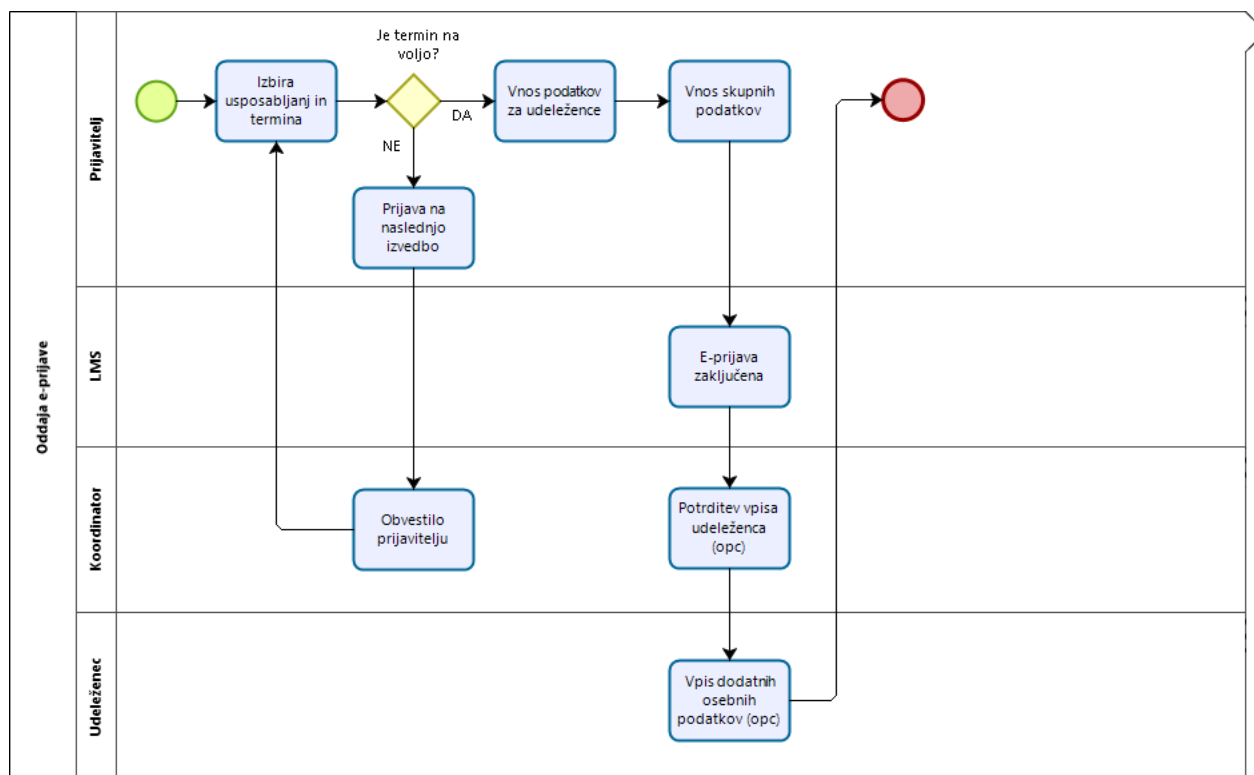 Oddaja e-prijave
Prijavitelj
Izbira
usposabljanj in
termina
Je termin na
voljo?
DA
NE
Vnos podatkov
za udeležence
Vnos skupnih
podatkov
Prijava na
naslednjo
izvedbo
LMS
E-prijava
zaključena
Koordinator
Obvestilo
prijavitelju
Potrditev vpisa
udeleženca
(opc)
Udeleženec
Vpis dodatnih
osebnih
podatkov (opc)